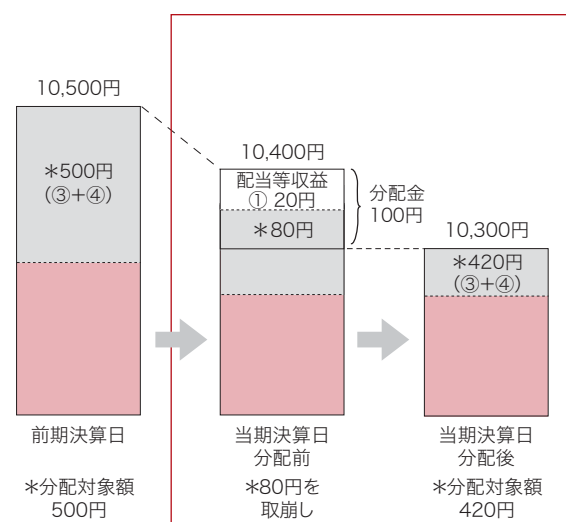 10,500円
＊500円
（③＋④）
前期決算日
＊分配対象額
500円
10,400円
配当等収益
① 20円
＊80円
分配金
100円
当期決算日
分配前
＊80円を
取崩し
10,300円
＊420円
（③＋④）
当期決算日
分配後
＊分配対象額
420円